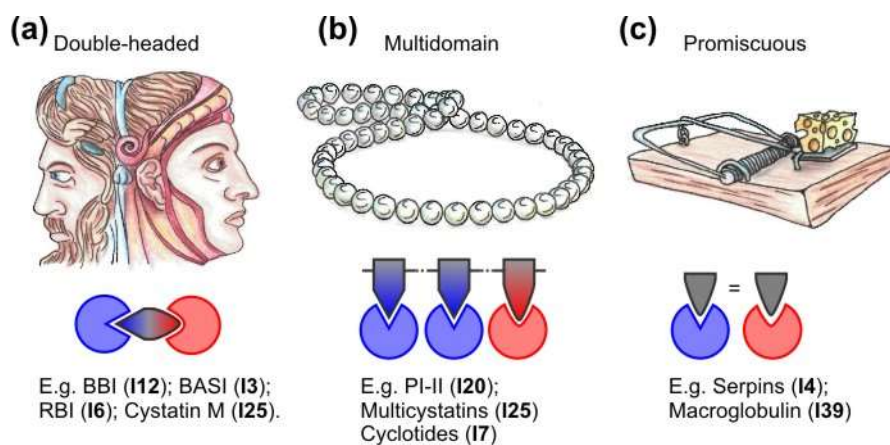 (a)
Double-headed
(b)
Multidomain
(c)
Promiscuous
=
E.g. BBI (I12); BASI (I3);
RBI (I6); Cystatin M (I25).
E.g. PI-II (I20);
Multicystatins (I25)
Cyclotides (I7)
E.g. Serpins (I4);
Macroglobulin (I39)